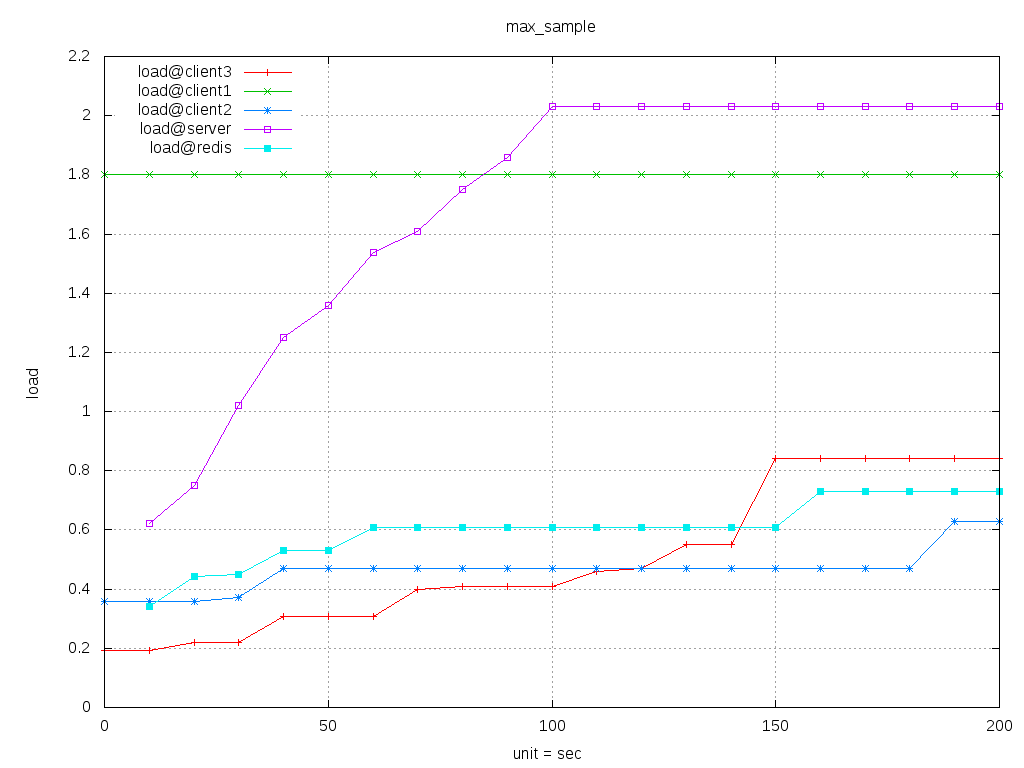 max_sample
load@client3
load@client1
load@client2
load@server
load@redis
2.2
2
1.8
1.6
1.4
1.2
1
0.8
0.6
0.4
0.2
0
load
0 50 100 150 200
unit = sec